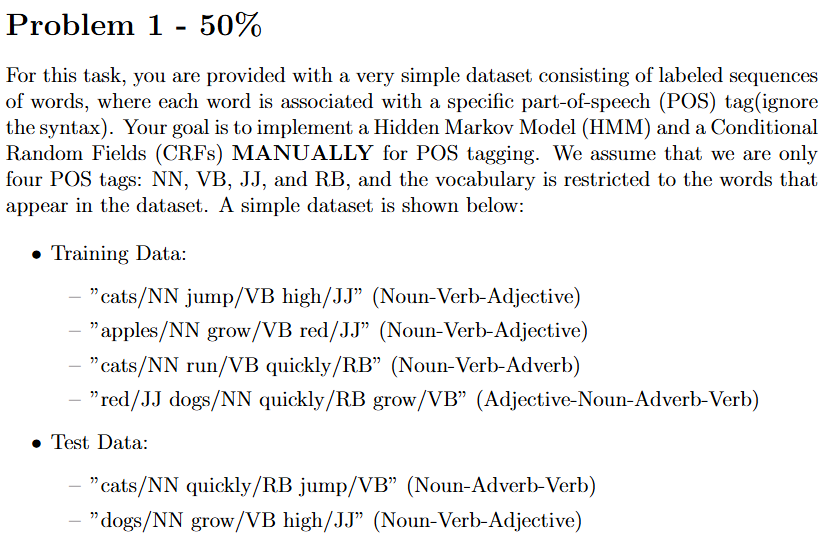 Problem 1 - 50%
For this task, you are provided with a very simple dataset consisting of labeled sequences
of words, where each word is associated with a specific part-of-speech (POS) tag(ignore
the syntax). Your goal is to implement a Hidden Markov Model (HMM) and a Conditional
Random Fields (CRFs) MANUALLY for POS tagging. We assume that we are only
four POS tags: NN, VB, JJ, and RB, and the vocabulary is restricted to the words that
appear in the dataset. A simple dataset is shown below:
• Training Data:
– ”cats/NN jump/VB high/JJ” (Noun-Verb-Adjective)
– ”apples/NN grow/VB red/JJ” (Noun-Verb-Adjective)
– ”cats/NN run/VB quickly/RB” (Noun-Verb-Adverb)
– ”red/JJ dogs/NN quickly/RB grow/VB” (Adjective-Noun-Adverb-Verb)
• Test Data:
– ”cats/NN quickly/RB jump/VB” (Noun-Adverb-Verb)
– ”dogs/NN grow/VB high/JJ” (Noun-Verb-Adjective)